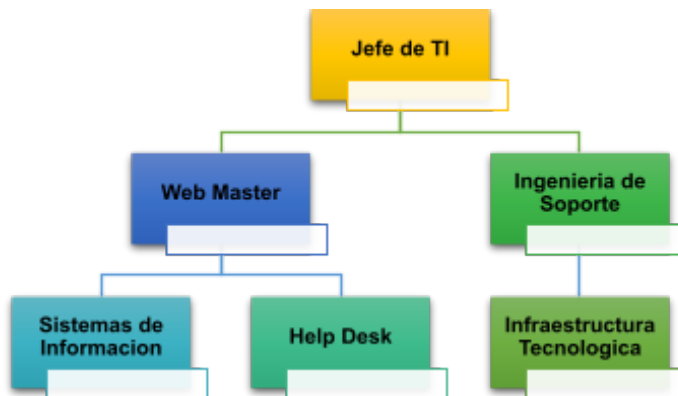 Jefe de TI
Web Master
Ingenieria de
Soporte
Sistemas de
Informacion
Help Desk
Infraestructura
Tecnologica